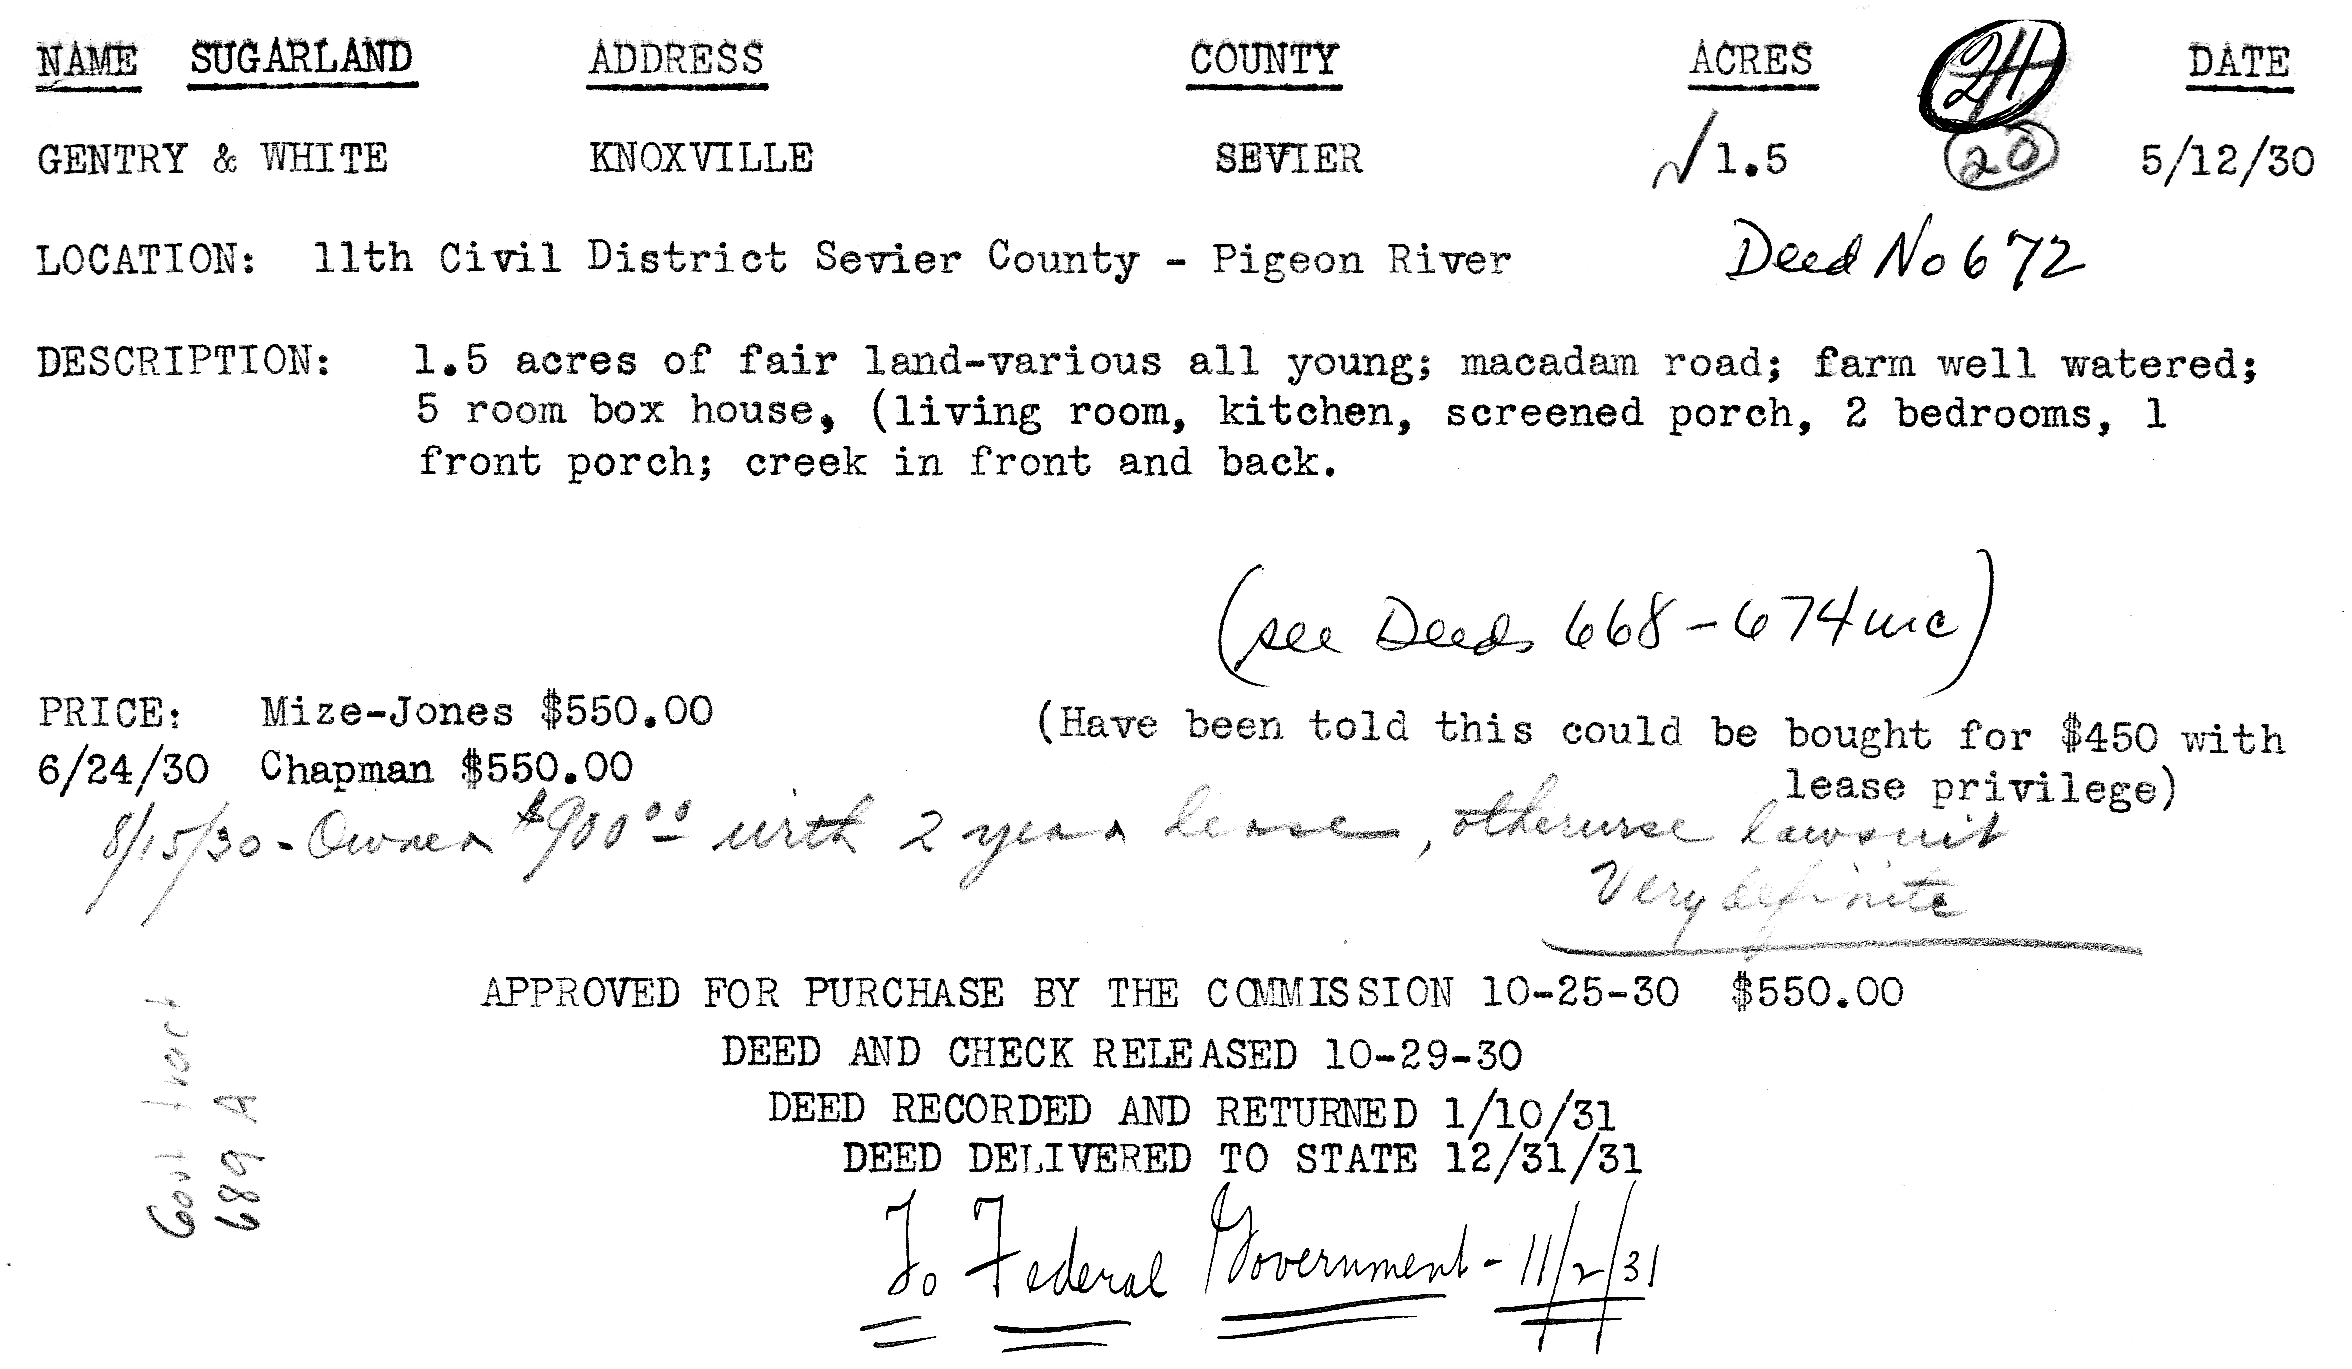 NAME SUGARLAND ADDRESS COUNTY ACRES 24 DATE
GENTRY & WHITE KNOXVILLE SEVIER √ 1.5 20 5/12/30
LOCATION: 11th Civil District Sevier County - Pigeon River Deed No 672
DESCRIPTION: 1.5 acres of fair land-various all young; macadam road; farm well watered;
5 room box house, (living room, kitchen, screened porch, 2 bedrooms, 1
front porch; creek in front and back.
(see Deeds 668-674 inc)
PRICE: Mize-Jones $550.00 (Have been told this could be bought for $450 with
6/24/30 Chapman $550.00 lease privilege)
8/15/30 - Owner $900.00 with 2 year lease, otherwise lawsuit
Very definite
APPROVED FOR PURCHASE BY THE COMMISSION 10-25-30 $550.00
DEED AND CHECK RELEASED 10-29-30
DEED RECORDED AND RETURNED 1/10/31
DEED DELIVERED TO STATE 12/31/31
To Federal Government - 11/2/31
tract
689 A